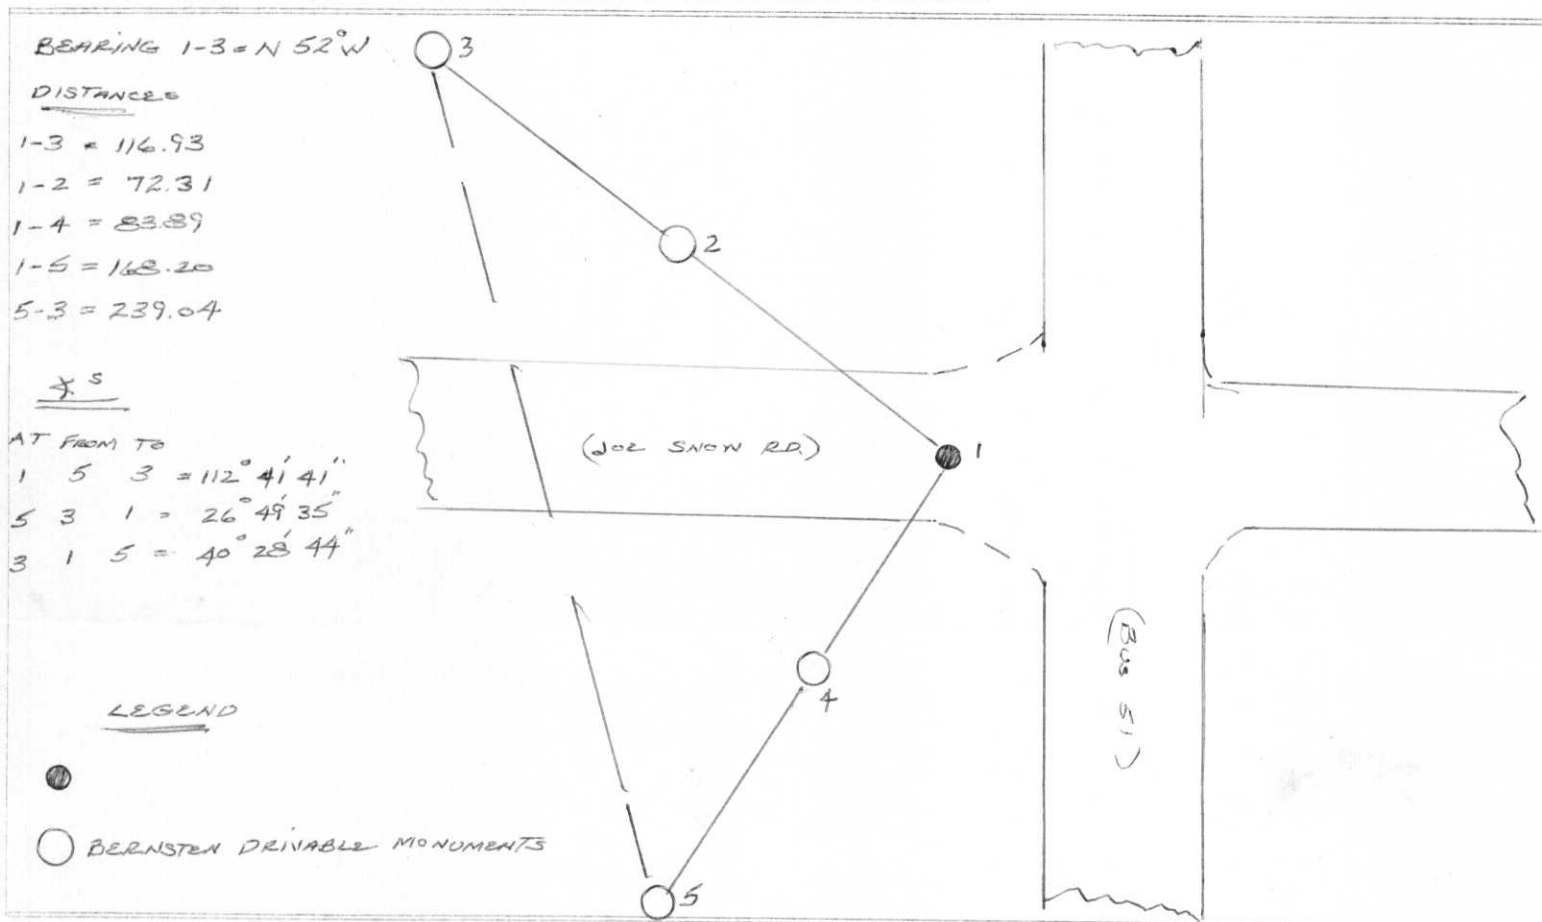 BEARING 1-3 = N 52° W
DISTANCES
1-3 = 116.93
1-2 = 72.31
1-4 = 83.89
1-5 = 168.20
5-3 = 239.04
∡ S
AT FROM TO
1 5 3 = 112° 41' 41"
5 3 1 = 26° 49' 35"
3 1 5 = 40° 28' 44"
LEGEND
BERNSTEN DRIVABLE MONUMENTS
3
2
1
4
5
(JOE SNOW RD.)
(BUS 51)